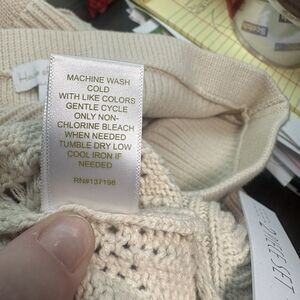 MACHINE WASH
COLD
WITH LIKE COLORS
GENTLE CYCLE
ONLY NON-
CHLORINE BLEACH
WHEN NEEDED
TUMBLE DRY LOW
COOL IRON IF
NEEDED
RN#137198